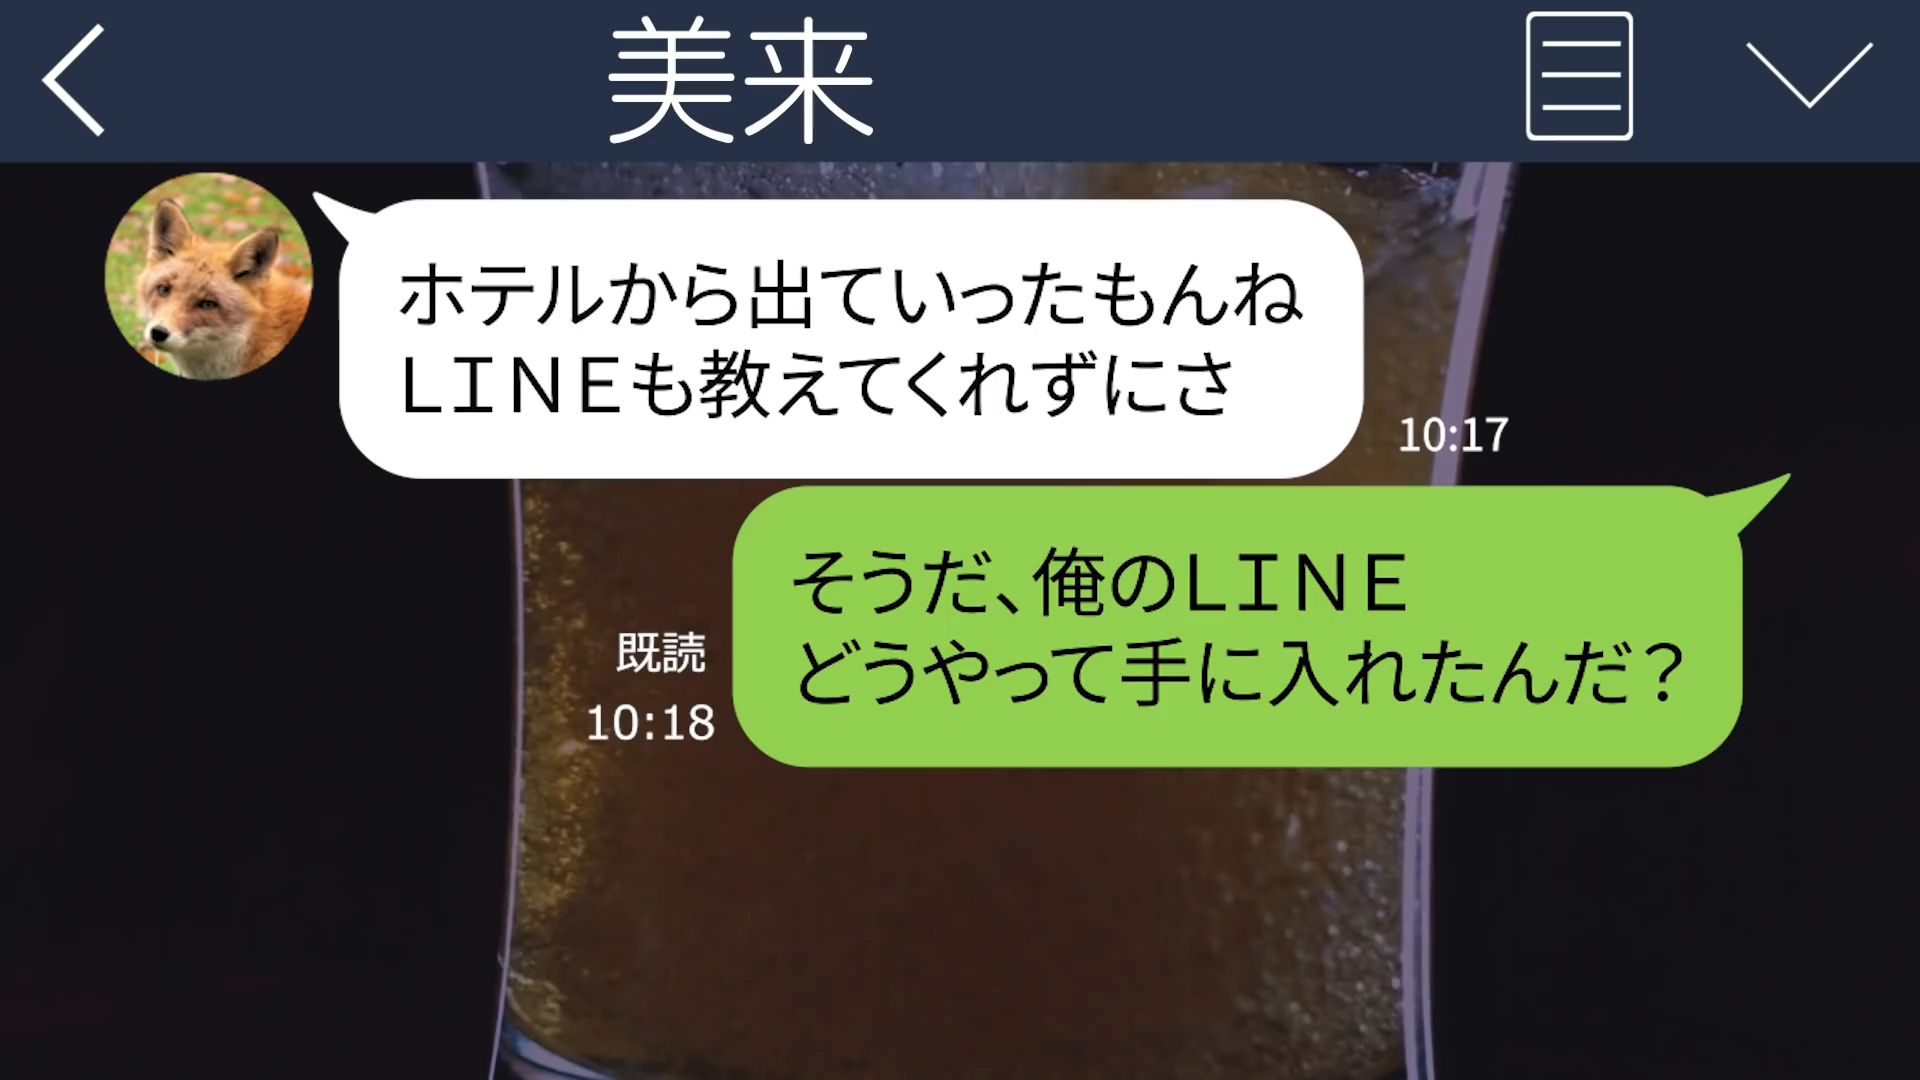 美来
ホテルから出ていったもんね
ＬＩＮＥも教えてくれずにさ
10:17
そうだ、俺のＬＩＮＥ
どうやって手に入れたんだ？
既読
10:18